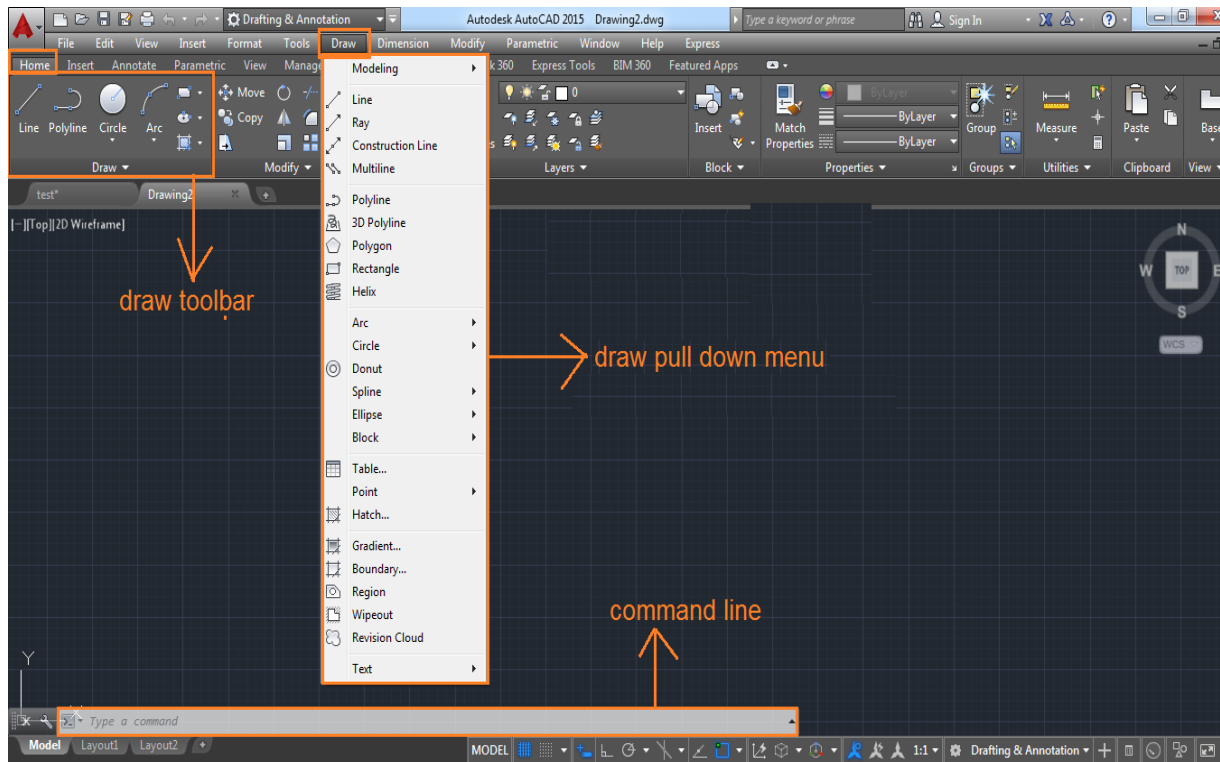 Drafting & Annotation
Autodesk AutoCAD 2015 Drawing2.dwg
Type a keyword or phrase
Sign In
File Edit View Insert Format Tools Draw Dimension Modify Parametric Window Help Express
Home Insert Annotate Parametric View Manage
k 360 Express Tools BIM 360 Featured Apps
Move
0
ByLayer
Copy
ByLayer
Line Polyline Circle Arc
Insert
Match
Properties
ByLayer
Group
Measure
Paste
Base
Draw
Modify
Layers
Block
Properties
Groups
Utilities
Clipboard
View
test*
Drawing2
[−][Top][2D Wireframe]
Modeling
Line
Ray
Construction Line
Multiline
Polyline
3D Polyline
Polygon
Rectangle
Helix
Arc
Circle
Donut
Spline
Ellipse
Block
Table...
Point
Hatch...
Gradient...
Boundary...
Region
Wipeout
Revision Cloud
Text
draw toolbar
draw pull down menu
command line
N
W TOP E
S
WCS
Y
Type a command
Model Layout1 Layout2
MODEL
1:1
Drafting & Annotation